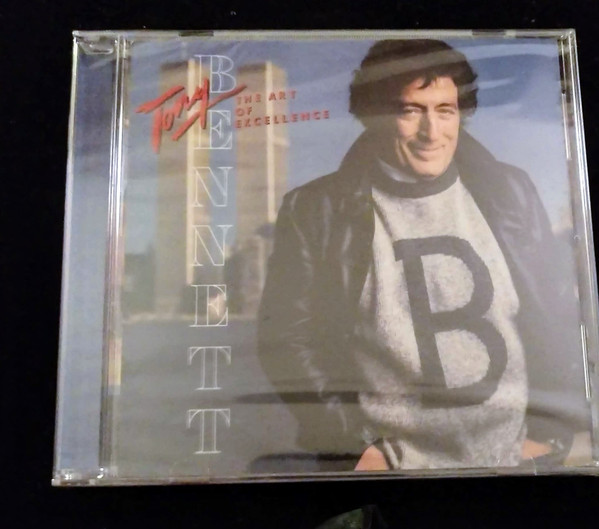 Tony
BENNETT
THE ART
OF
EXCELLENCE
B